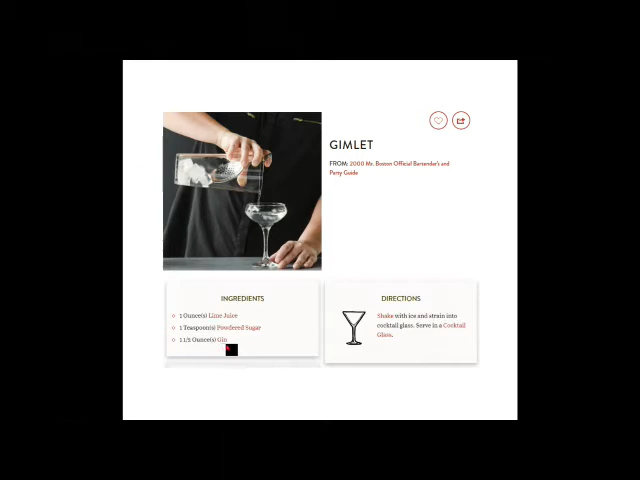 GIMLET
FROM: 2000 Mr. Boston Official Bartender's and
Party Guide
INGREDIENTS
1 Ounce(s) Lime Juice
1 Teaspoon(s) Powdered Sugar
1 1/2 Ounce(s) Gin
DIRECTIONS
Shake with ice and strain into
cocktail glass. Serve in a Cocktail
Glass.